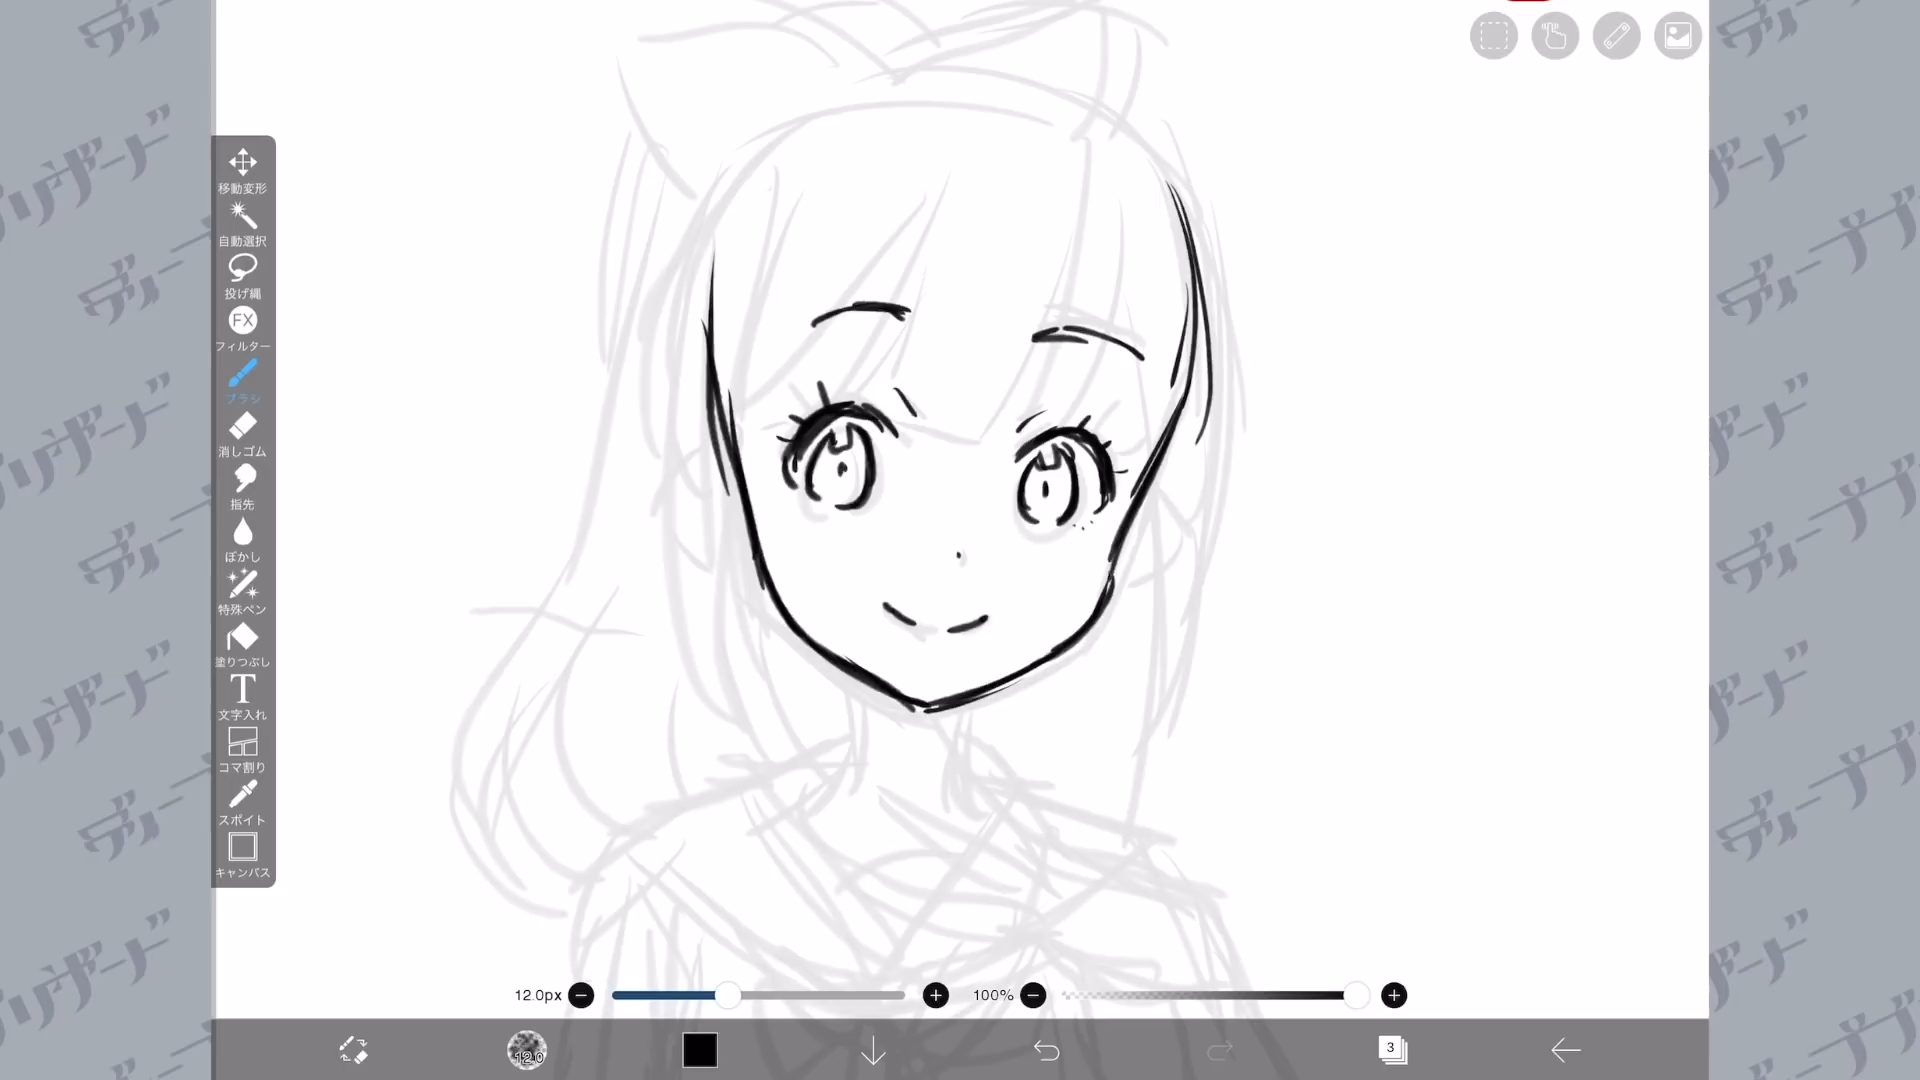 移動変形
自動選択
投げ縄
FX
フィルター
ブラシ
消しゴム
指先
ぼかし
特殊ペン
塗りつぶし
T
文字入れ
コマ割り
スポイト
キャンバス
12.0px
100%
12.0
3